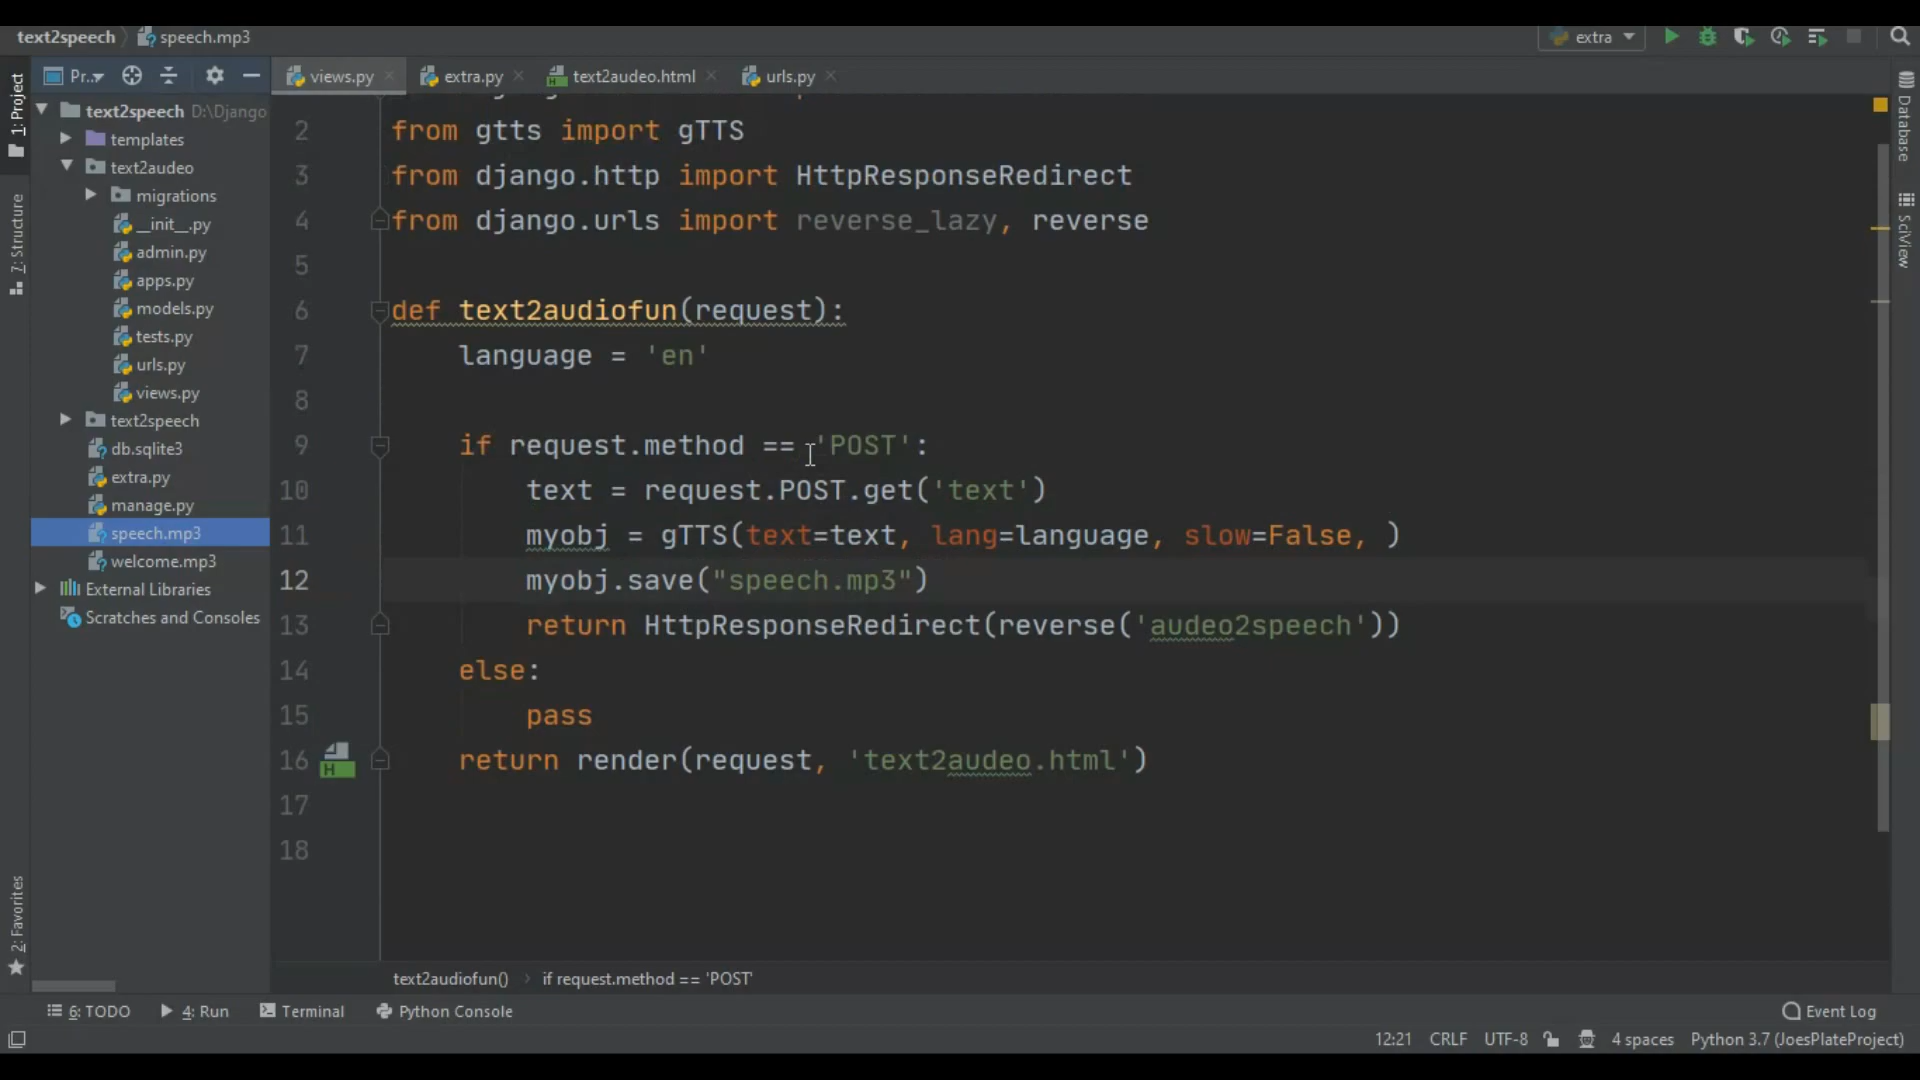 text2speech speech.mp3
extra
Pr...
views.py extra.py text2audeo.html urls.py
1: Project
7: Structure
2: Favorites
text2speech D:\Django
templates
text2audeo
migrations
__init__.py
admin.py
apps.py
models.py
tests.py
urls.py
views.py
text2speech
db.sqlite3
extra.py
manage.py
speech.mp3
welcome.mp3
External Libraries
Scratches and Consoles
2 from gtts import gTTS
3 from django.http import HttpResponseRedirect
4 from django.urls import reverse_lazy, reverse
5
6 def text2audiofun(request):
7 language = 'en'
8
9 if request.method == 'POST':
10 text = request.POST.get('text')
11 myobj = gTTS(text=text, lang=language, slow=False, )
12 myobj.save("speech.mp3")
13 return HttpResponseRedirect(reverse('audeo2speech'))
14 else:
15 pass
16 return render(request, 'text2audeo.html')
17
18
Database
SciView
text2audiofun() if request.method == 'POST'
6: TODO 4: Run Terminal Python Console Event Log
12:21 CRLF UTF-8 4 spaces Python 3.7 (JoesPlateProject)